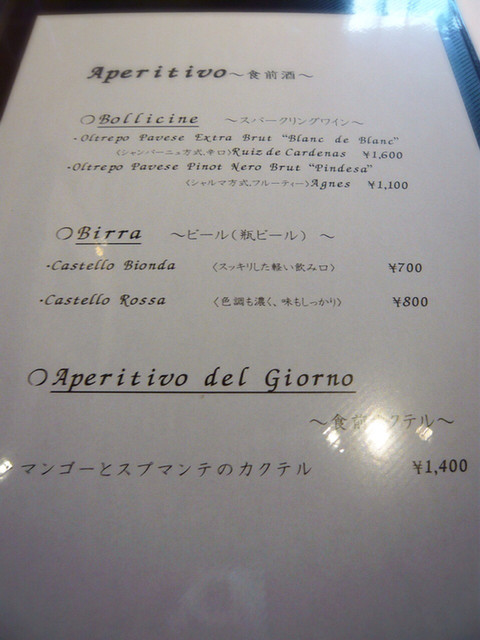 Aperitivo～食前酒～
○Bollicine ～スパークリングワイン～
・Oltrepo Pavese Extra Brut “Blanc de Blanc”
〈シャンパーニュ方式、辛口〉Ruiz de Cardenas ¥1,600
・Oltrepo Pavese Pinot Nero Brut “Pindesa”
〈シャルマ方式、フルーティー〉Agnes ¥1,100
○Birra ～ビール（瓶ビール） ～
・Castello Bionda 〈スッキリした軽い飲み口〉 ¥700
・Castello Rossa 〈色調も濃く、味もしっかり〉 ¥800
○Aperitivo del Giorno
～食前カクテル～
マンゴーとスプマンテのカクテル ¥1,400